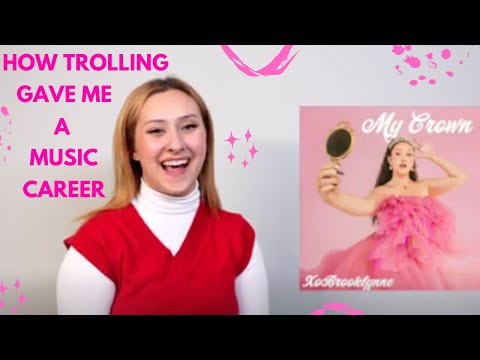 HOW TROLLING
GAVE ME
A
MUSIC
CAREER
My Crown
XoBrooklynne